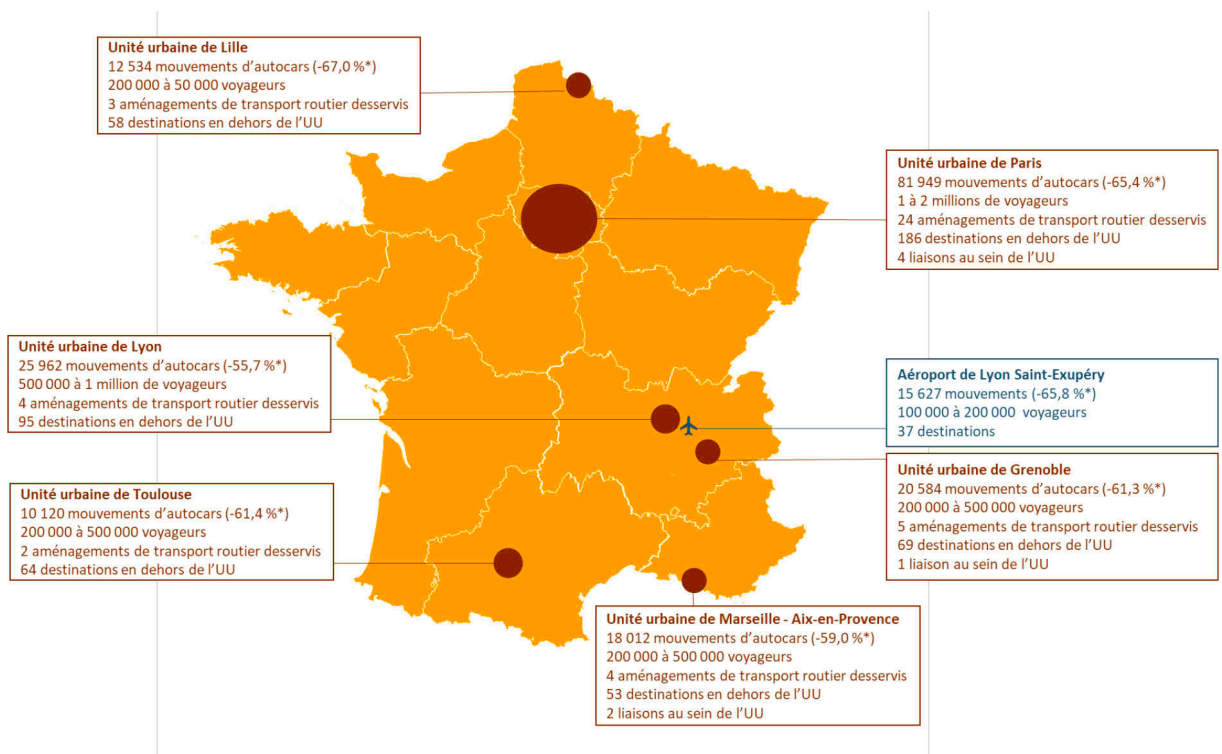 Unité urbaine de Lille
12 534 mouvements d'autocars (-67,0 %*)
200 000 à 50 000 voyageurs
3 aménagements de transport routier desservis
58 destinations en dehors de l'UU
Unité urbaine de Paris
81 949 mouvements d'autocars (-65,4 %*)
1 à 2 millions de voyageurs
24 aménagements de transport routier desservis
186 destinations en dehors de l'UU
4 liaisons au sein de l'UU
Unité urbaine de Lyon
25 962 mouvements d'autocars (-55,7 %*)
500 000 à 1 million de voyageurs
4 aménagements de transport routier desservis
95 destinations en dehors de l'UU
Aéroport de Lyon Saint-Exupéry
15 627 mouvements (-65,8 %*)
100 000 à 200 000 voyageurs
37 destinations
Unité urbaine de Grenoble
20 584 mouvements d'autocars (-61,3 %*)
200 000 à 500 000 voyageurs
5 aménagements de transport routier desservis
69 destinations en dehors de l'UU
1 liaison au sein de l'UU
Unité urbaine de Toulouse
10 120 mouvements d'autocars (-61,4 %*)
200 000 à 500 000 voyageurs
2 aménagements de transport routier desservis
64 destinations en dehors de l'UU
Unité urbaine de Marseille - Aix-en-Provence
18 012 mouvements d'autocars (-59,0 %*)
200 000 à 500 000 voyageurs
4 aménagements de transport routier desservis
53 destinations en dehors de l'UU
2 liaisons au sein de l'UU